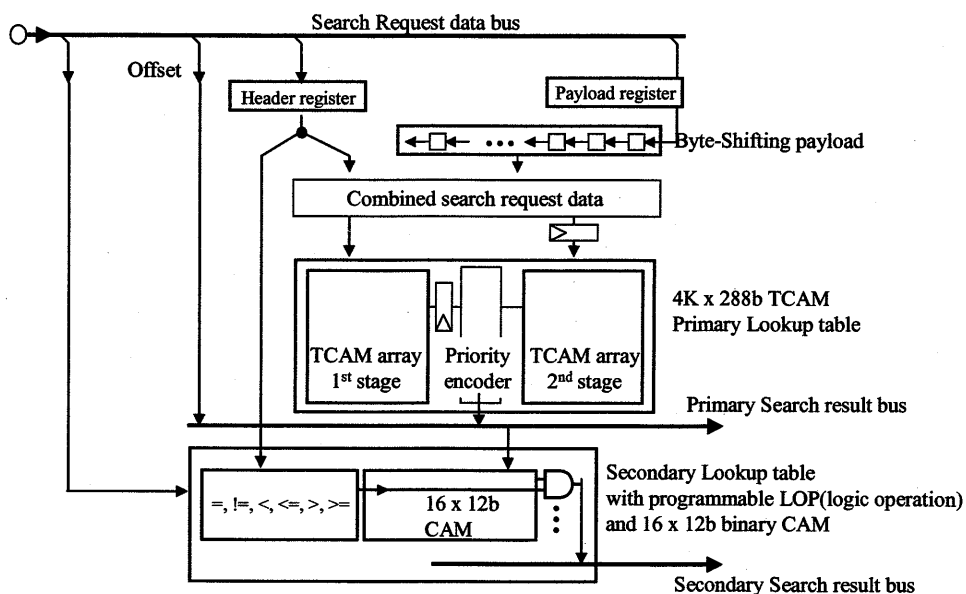 Search Request data bus
Offset
Header register
Payload register
Byte-Shifting payload
Combined search request data
4K x 288b TCAM
Primary Lookup table
TCAM array
1st stage
Priority
encoder
TCAM array
2nd stage
Primary Search result bus
Secondary Lookup table
with programmable LOP(logic operation)
and 16 x 12b binary CAM
=, !=, <, <=, >, >=
16 x 12b
CAM
Secondary Search result bus